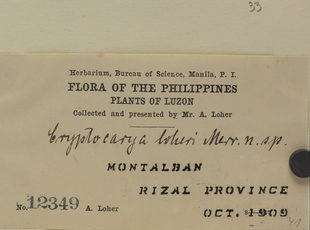 33
Herbarium, Bureau of Science, Manila, P. I.
FLORA OF THE PHILIPPINES
PLANTS OF LUZON
Collected and presented by Mr. A. Loher
Cryptocarya loheri Merr. n. sp.
MONTALBAN
RIZAL PROVINCE
No. 12349 A. Loher
OCT. 1909